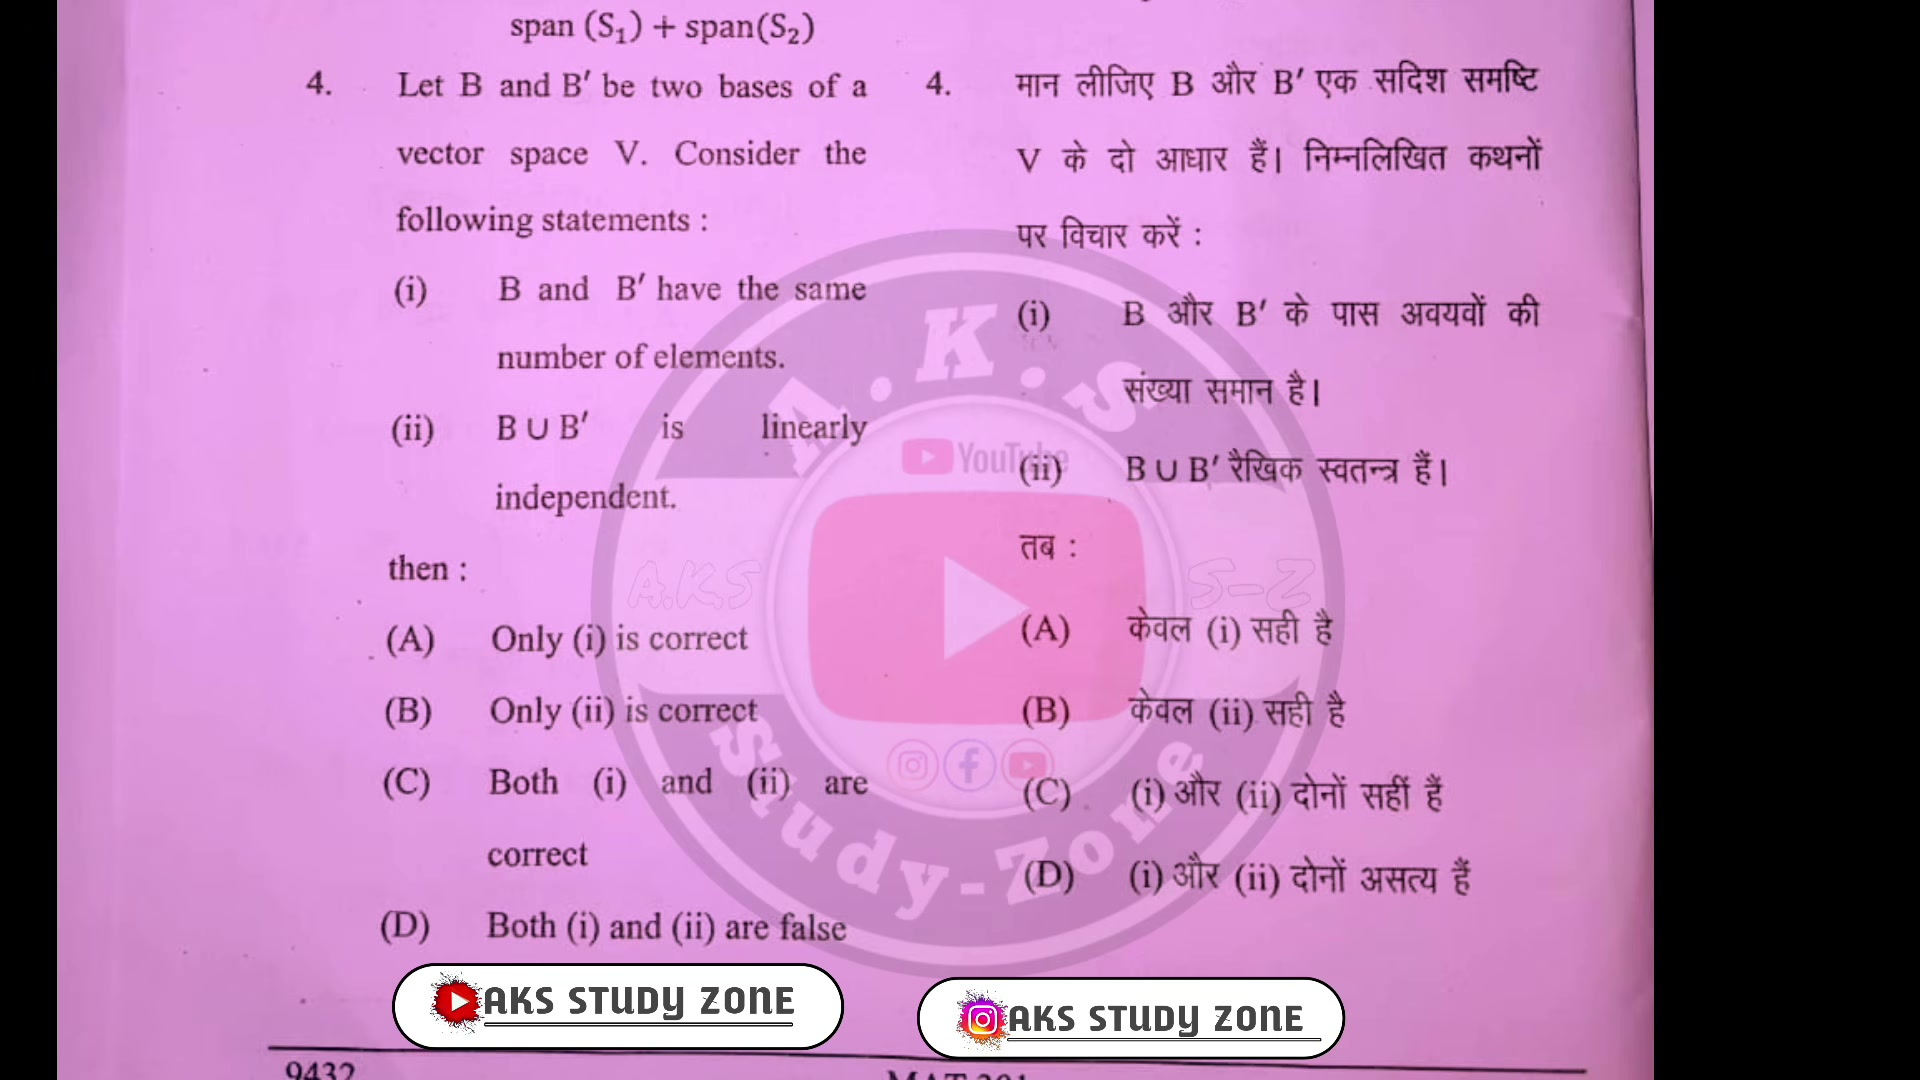 span (S₁) + span(S₂)
4. Let B and B′ be two bases of a
vector space V. Consider the
following statements :
(i) B and B′ have the same
number of elements.
(ii) B ∪ B′ is linearly
independent.
then :
(A) Only (i) is correct
(B) Only (ii) is correct
(C) Both (i) and (ii) are
correct
(D) Both (i) and (ii) are false
4. मान लीजिए B और B′ एक सदिश समष्टि
V के दो आधार हैं। निम्नलिखित कथनों
पर विचार करें :
(i) B और B′ के पास अवयवों की
संख्या समान है।
(ii) B ∪ B′ रैखिक स्वतन्त्र हैं।
तब :
(A) केवल (i) सही है
(B) केवल (ii) सही है
(C) (i) और (ii) दोनों सहीं हैं
(D) (i) और (ii) दोनों असत्य हैं
A.K.S
YouTube
A.K.S
S-Z
Study-Zone
AKS STUDY ZONE
AKS STUDY ZONE
9432